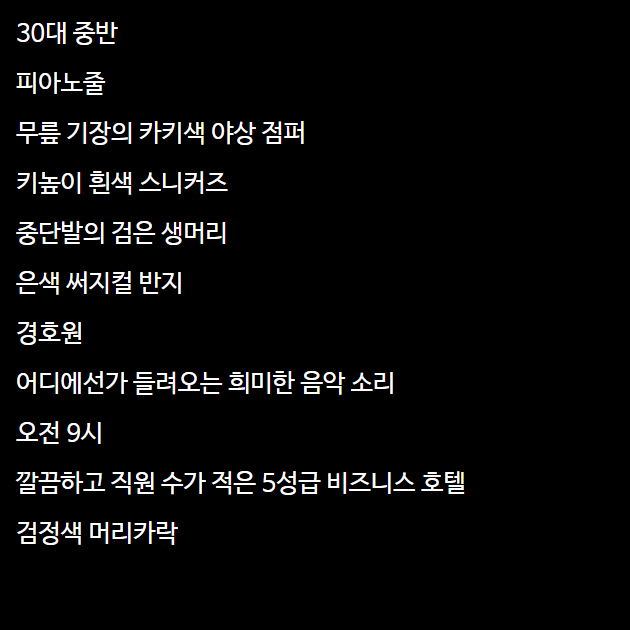 30대 중반
피아노줄
무릎 기장의 카키색 야상 점퍼
키높이 흰색 스니커즈
중단발의 검은 생머리
은색 써지컬 반지
경호원
어디에선가 들려오는 희미한 음악 소리
오전 9시
깔끔하고 직원 수가 적은 5성급 비즈니스 호텔
검정색 머리카락